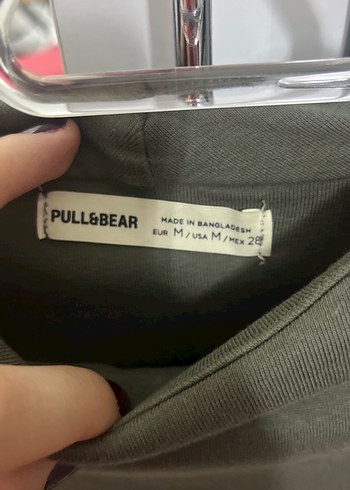 PULL&BEAR
MADE IN BANGLADESH
EUR M / USA M / MEX 28